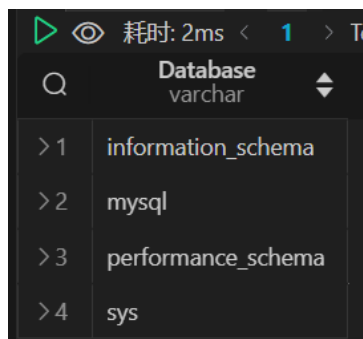 耗时: 2ms < 1 > T
Database
varchar
> 1 information_schema
> 2 mysql
> 3 performance_schema
> 4 sys